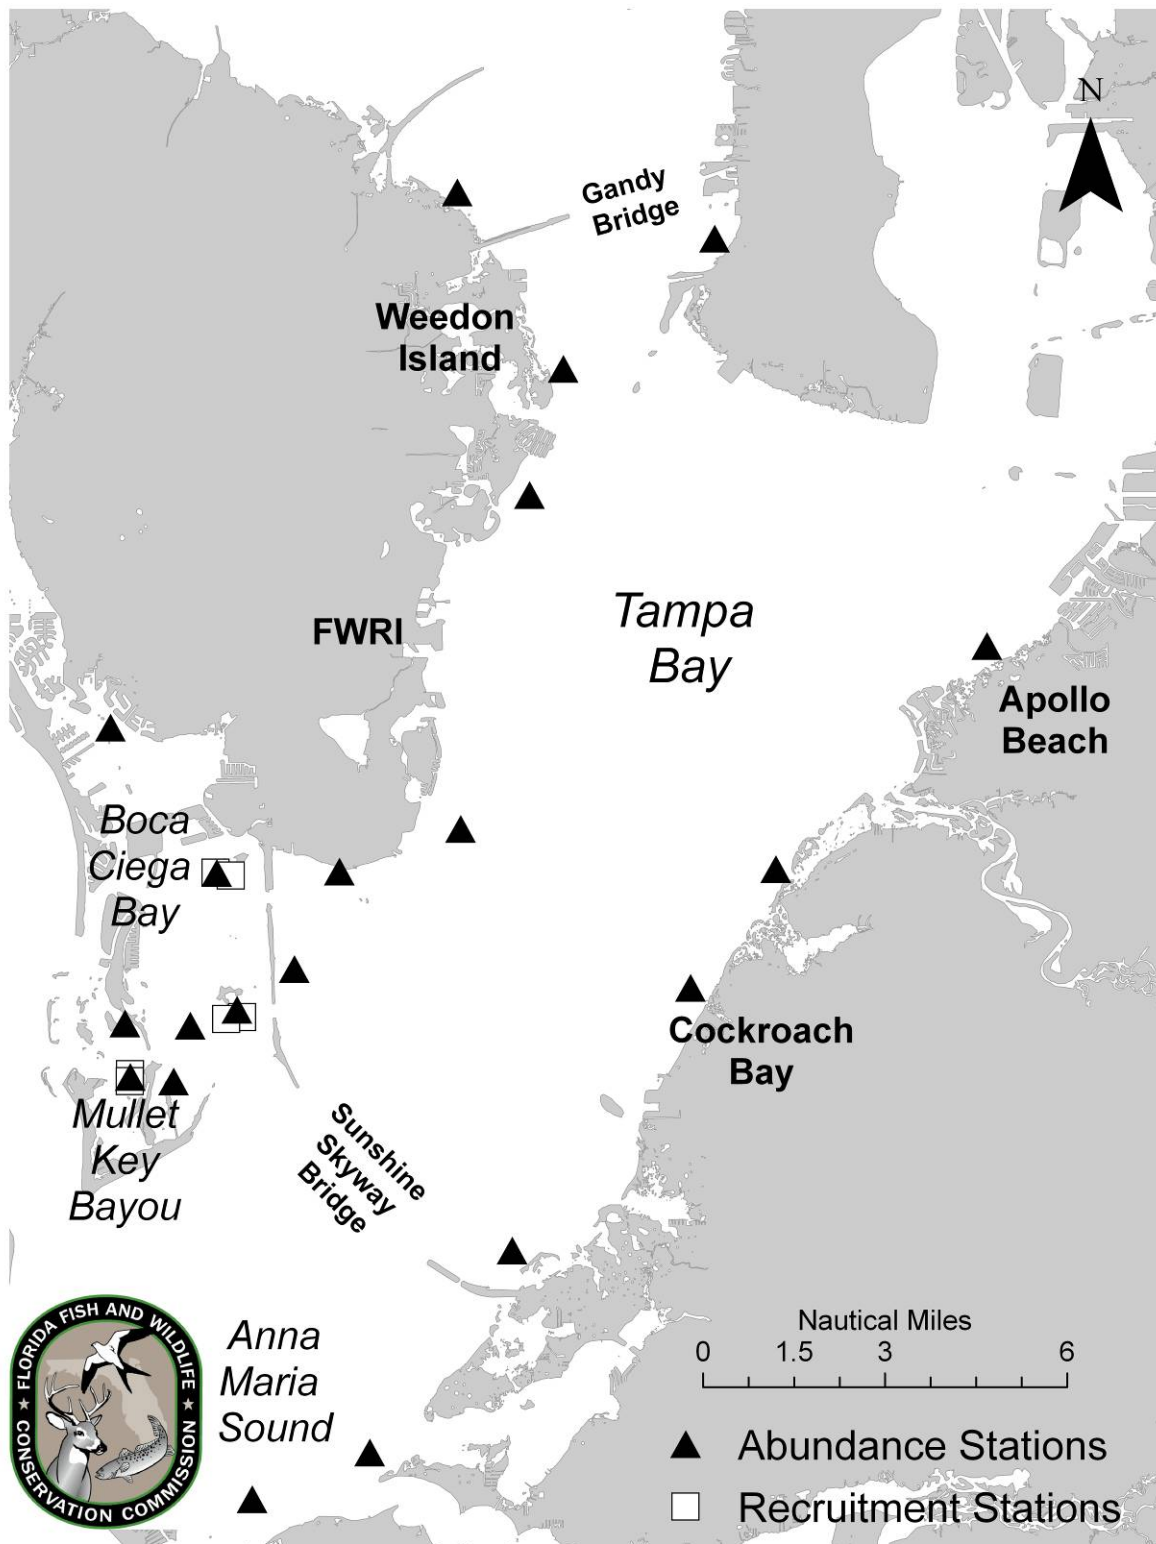 N
Gandy
Bridge
Weedon
Island
FWRI
Tampa
Bay
Apollo
Beach
Boca
Ciega
Bay
Cockroach
Bay
Mullet
Key
Bayou
Sunshine
Skyway
Bridge
Anna
Maria
Sound
FLORIDA FISH AND WILDLIFE
CONSERVATION COMMISSION
Nautical Miles
0 1.5 3 6
Abundance Stations
Recruitment Stations